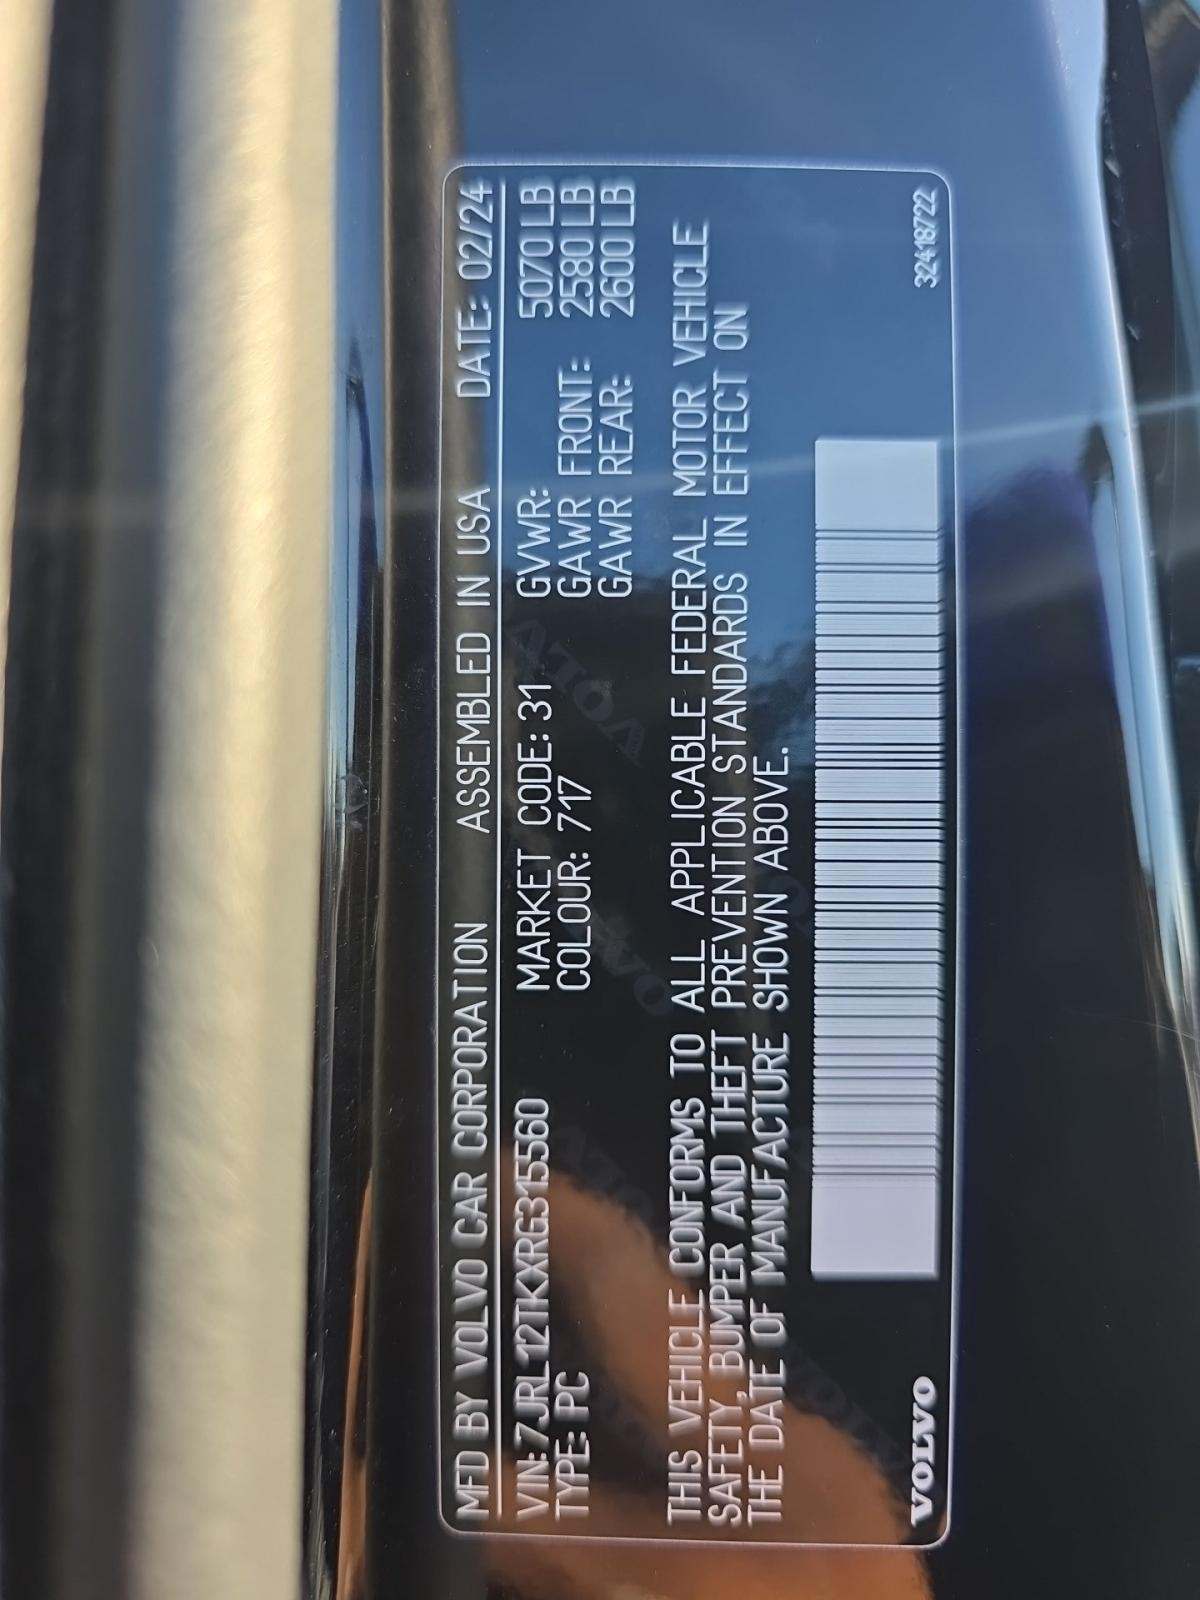 MFD BY VOLVO CAR CORPORATION ASSEMBLED IN USA DATE: 02/24
VIN: 7JRL12TKXRG315560 MARKET CODE: 31 GVWR: 5070 LB
TYPE: PC COLOUR: 717 GAWR FRONT: 2580 LB
GAWR REAR: 2600 LB
THIS VEHICLE CONFORMS TO ALL APPLICABLE FEDERAL MOTOR VEHICLE
SAFETY, BUMPER AND THEFT PREVENTION STANDARDS IN EFFECT ON
THE DATE OF MANUFACTURE SHOWN ABOVE.
VOLVO 32418722